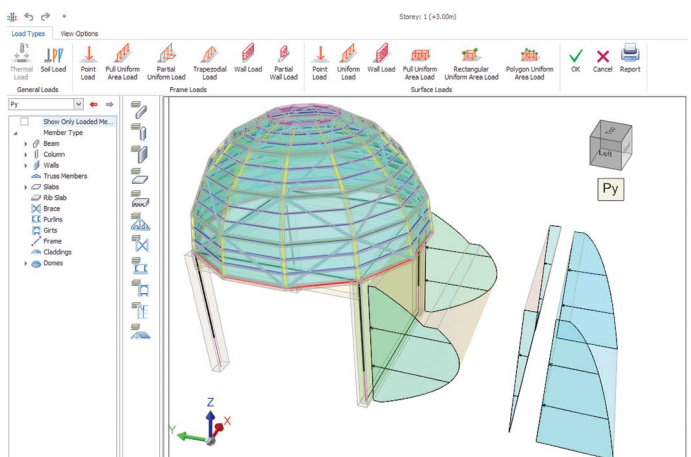 Storey: 1 (+3.00m)
Load Types View Options
Thermal Load
Soil Load
Point Load
Full Uniform Area Load
Partial Uniform Load
Trapezoidal Load
Wall Load
Partial Wall Load
Point Load
Uniform Load
Wall Load
Full Uniform Area Load
Rectangular Uniform Area Load
Polygon Uniform Area Load
OK
Cancel
Report
General Loads
Frame Loads
Surface Loads
Py
Show Only Loaded Me...
Member Type
Beam
Column
Walls
Truss Members
Slabs
Rib Slab
Brace
Purlins
Girts
Frame
Claddings
Domes
Left
Py
Z
X
Y